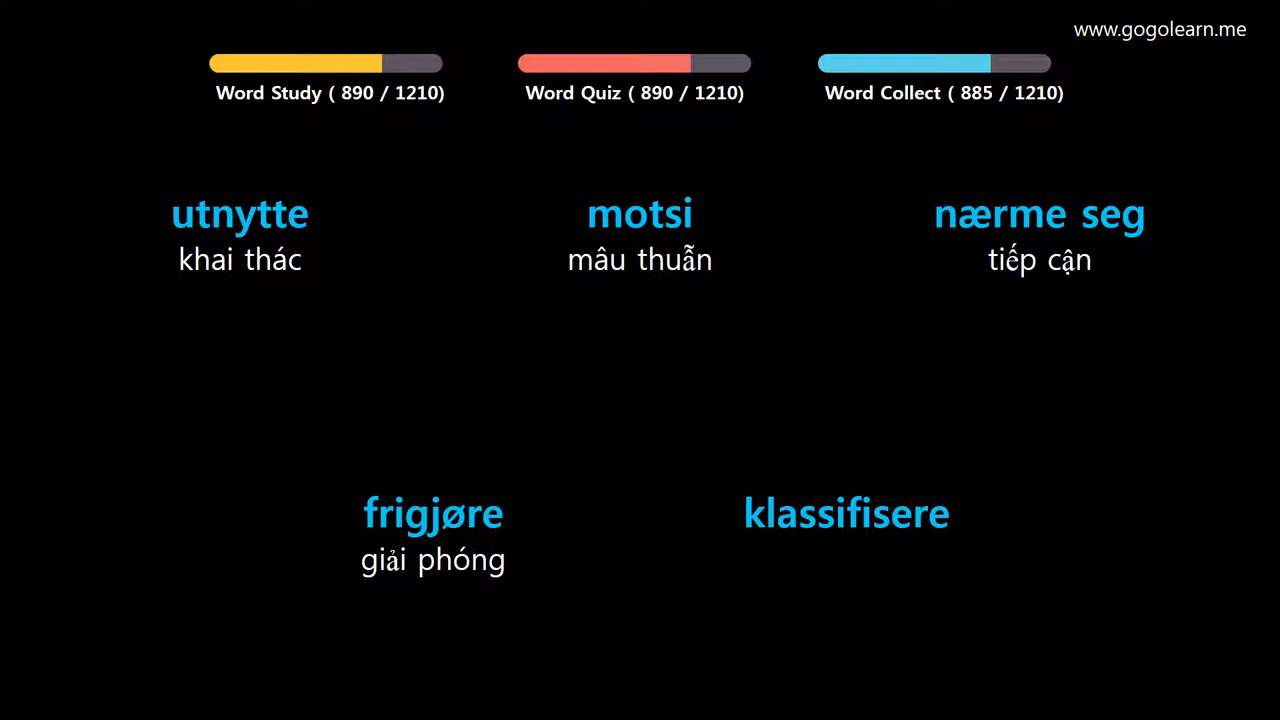 www.gogolearn.me
Word Study ( 890 / 1210)
Word Quiz ( 890 / 1210)
Word Collect ( 885 / 1210)
utnytte
khai thác
motsi
mâu thuẫn
nærme seg
tiếp cận
frigjøre
giải phóng
klassifisere